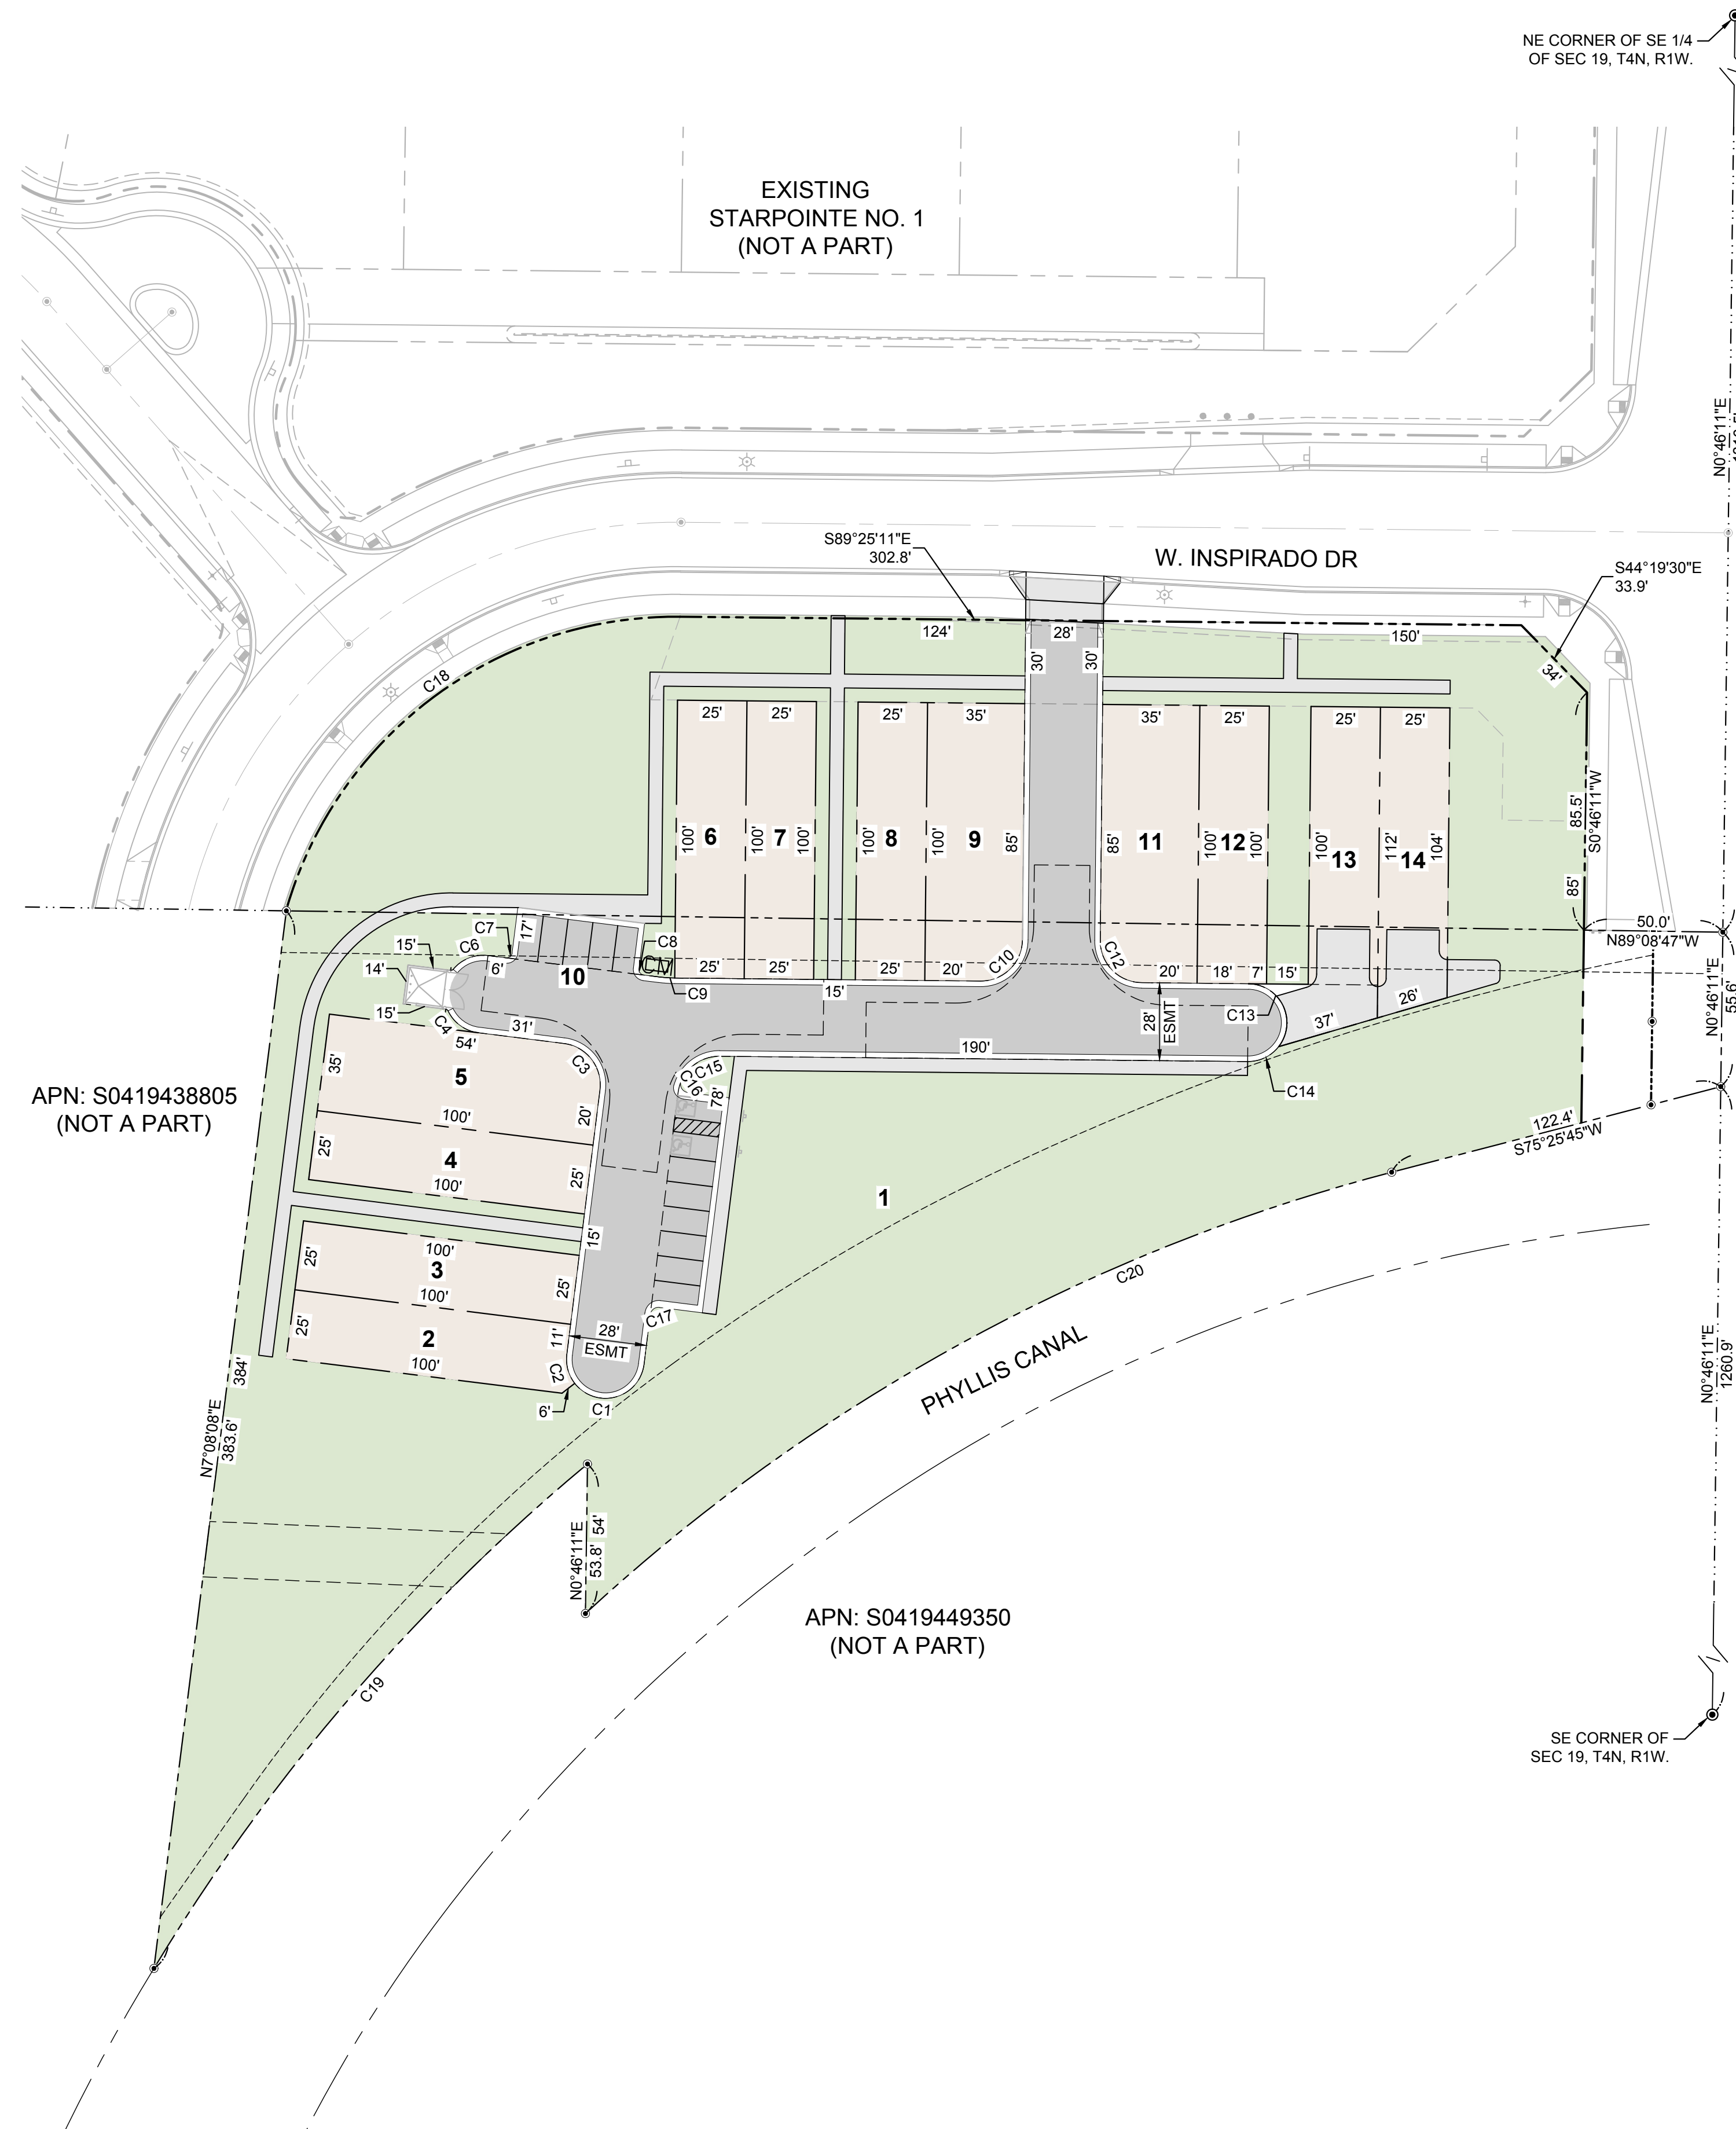 NE CORNER OF SE 1/4
OF SEC 19, T4N, R1W.
EXISTING
STARPOINTE NO. 1
(NOT A PART)
N0°46'11"E
S89°25'11"E
302.8'
W. INSPIRADO DR
S44°19'30"E
33.9'
124'
28'
150'
30'
30'
34'
C18
25'
25'
25'
35'
35'
25'
25'
25'
85.5'
S0°46'11"W
100'
6
100'
7
100'
100'
8
100'
9
85'
85'
11
100'
12
100'
100'
13
112'
14
104'
85'
50.0'
N89°08'47"W
C7
17'
C8
C6
15'
6'
10
25'
25'
25'
20'
C10
C12
20'
18'
7'
15'
14'
C9
15'
26'
N0°46'11"E
55.6'
15'
C4
31'
C13
28'
ESMT
37'
54'
190'
C3
C15
C16
35'
5
78'
C14
APN: S0419438805
(NOT A PART)
100'
20'
122.4'
S75°25'45"W
25'
4
100'
25'
1
15'
100'
25'
3
100'
25'
C20
C17
25'
2
100'
11'
28'
ESMT
C2
6'
C1
PHYLLIS CANAL
N0°46'11"E
1260.9'
384'
N7°08'08"E
383.6'
N0°46'11"E
54'
53.8'
APN: S0419449350
(NOT A PART)
C19
SE CORNER OF
SEC 19, T4N, R1W.